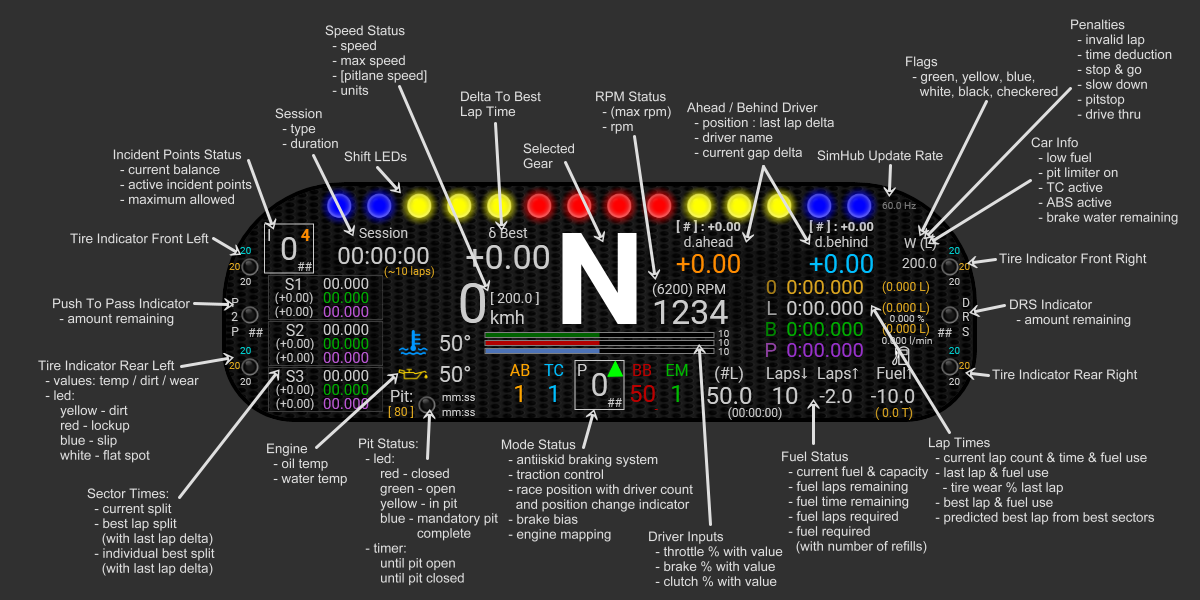 Speed Status
- speed
- max speed
- [pitlane speed]
- units
Penalties
- invalid lap
- time deduction
- stop & go
- slow down
- pitstop
- drive thru
Flags
- green, yellow, blue,
white, black, checkered
Delta To Best
Lap Time
RPM Status
- (max rpm)
- rpm
Ahead / Behind Driver
- position : last lap delta
- driver name
- current gap delta
Session
- type
- duration
Selected
Gear
Shift LEDs
SimHub Update Rate
Car Info
- low fuel
- pit limiter on
- TC active
- ABS active
- brake water remaining
Incident Points Status
- current balance
- active incident points
- maximum allowed
Tire Indicator Front Left
Push To Pass Indicator
- amount remaining
Tire Indicator Rear Left
- values: temp / dirt / wear
- led:
yellow - dirt
red - lockup
blue - slip
white - flat spot
60.0 Hz
I 4
0
##
Session
00:00:00
(~10 laps)
δ Best
+0.00
N
[ # ] : +0.00
d.ahead
+0.00
[ # ] : +0.00
d.behind
+0.00
W (L)
200.0
20
20
20
20
20
20
P
2
P
##
D
R
S
##
20
20
20
20
20
20
S1 00.000
(+0.00) 00.000
(+0.00) 00.000
S2 00.000
(+0.00) 00.000
(+0.00) 00.000
S3 00.000
(+0.00) 00.000
(+0.00) 00.000
0 [ 200.0 ]
kmh
(6200) RPM
1234
0 0:00.000 (0.000 L)
L 0:00.000 (0.000 L)
0.000 %
B 0:00.000 (0.000 L)
0.000 l/min
P 0:00.000
10
10
10
50°
50°
Pit:
[ 80 ]
mm:ss
mm:ss
AB
1
TC
1
P
0
##
BB
50
EM
1
(#L)
50.0
(00:00:00)
Laps↓
10
Laps↑
-2.0
Fuel↑
-10.0
( 0.0 T)
Tire Indicator Front Right
DRS Indicator
- amount remaining
Tire Indicator Rear Right
Sector Times:
- current split
- best lap split
(with last lap delta)
- individual best split
(with last lap delta)
Engine
- oil temp
- water temp
Pit Status:
- led:
red - closed
green - open
yellow - in pit
blue - mandatory pit
complete
- timer:
until pit open
until pit closed
Mode Status
- antiiskid braking system
- traction control
- race position with driver count
and position change indicator
- brake bias
- engine mapping
Driver Inputs
- throttle % with value
- brake % with value
- clutch % with value
Fuel Status
- current fuel & capacity
- fuel laps remaining
- fuel time remaining
- fuel laps required
- fuel required
(with number of refills)
Lap Times
- current lap count & time & fuel use
- last lap & fuel use
- tire wear % last lap
- best lap & fuel use
- predicted best lap from best sectors